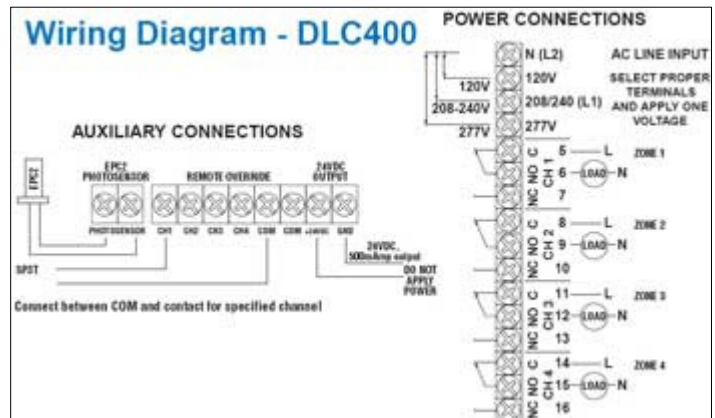 Wiring Diagram - DLC400
POWER CONNECTIONS
N (L2)
AC LINE INPUT
120V
120V
SELECT PROPER
TERMINALS
AND APPLY ONE
VOLTAGE
208-240V
208/240 (L1)
277V
277V
C 5 L ZONE 1
NO 6 LOAD N
NC 7
CH 1
C 8 L ZONE 2
NO 9 LOAD N
NC 10
CH 2
C 11 L ZONE 3
NO 12 LOAD N
NC 13
CH 3
C 14 L ZONE 4
NO 15 LOAD N
NC 16
CH 4
AUXILIARY CONNECTIONS
EPC2
EPC2
PHOTOSENSOR
REMOTE OVERRIDE
24VDC
OUTPUT
PHOTOSENSOR CH1 CH2 CH3 CH4 COM COM +24VDC GND
SPST
24VDC,
500mAmp output
DO NOT
APPLY
POWER
Connect between COM and contact for specified channel